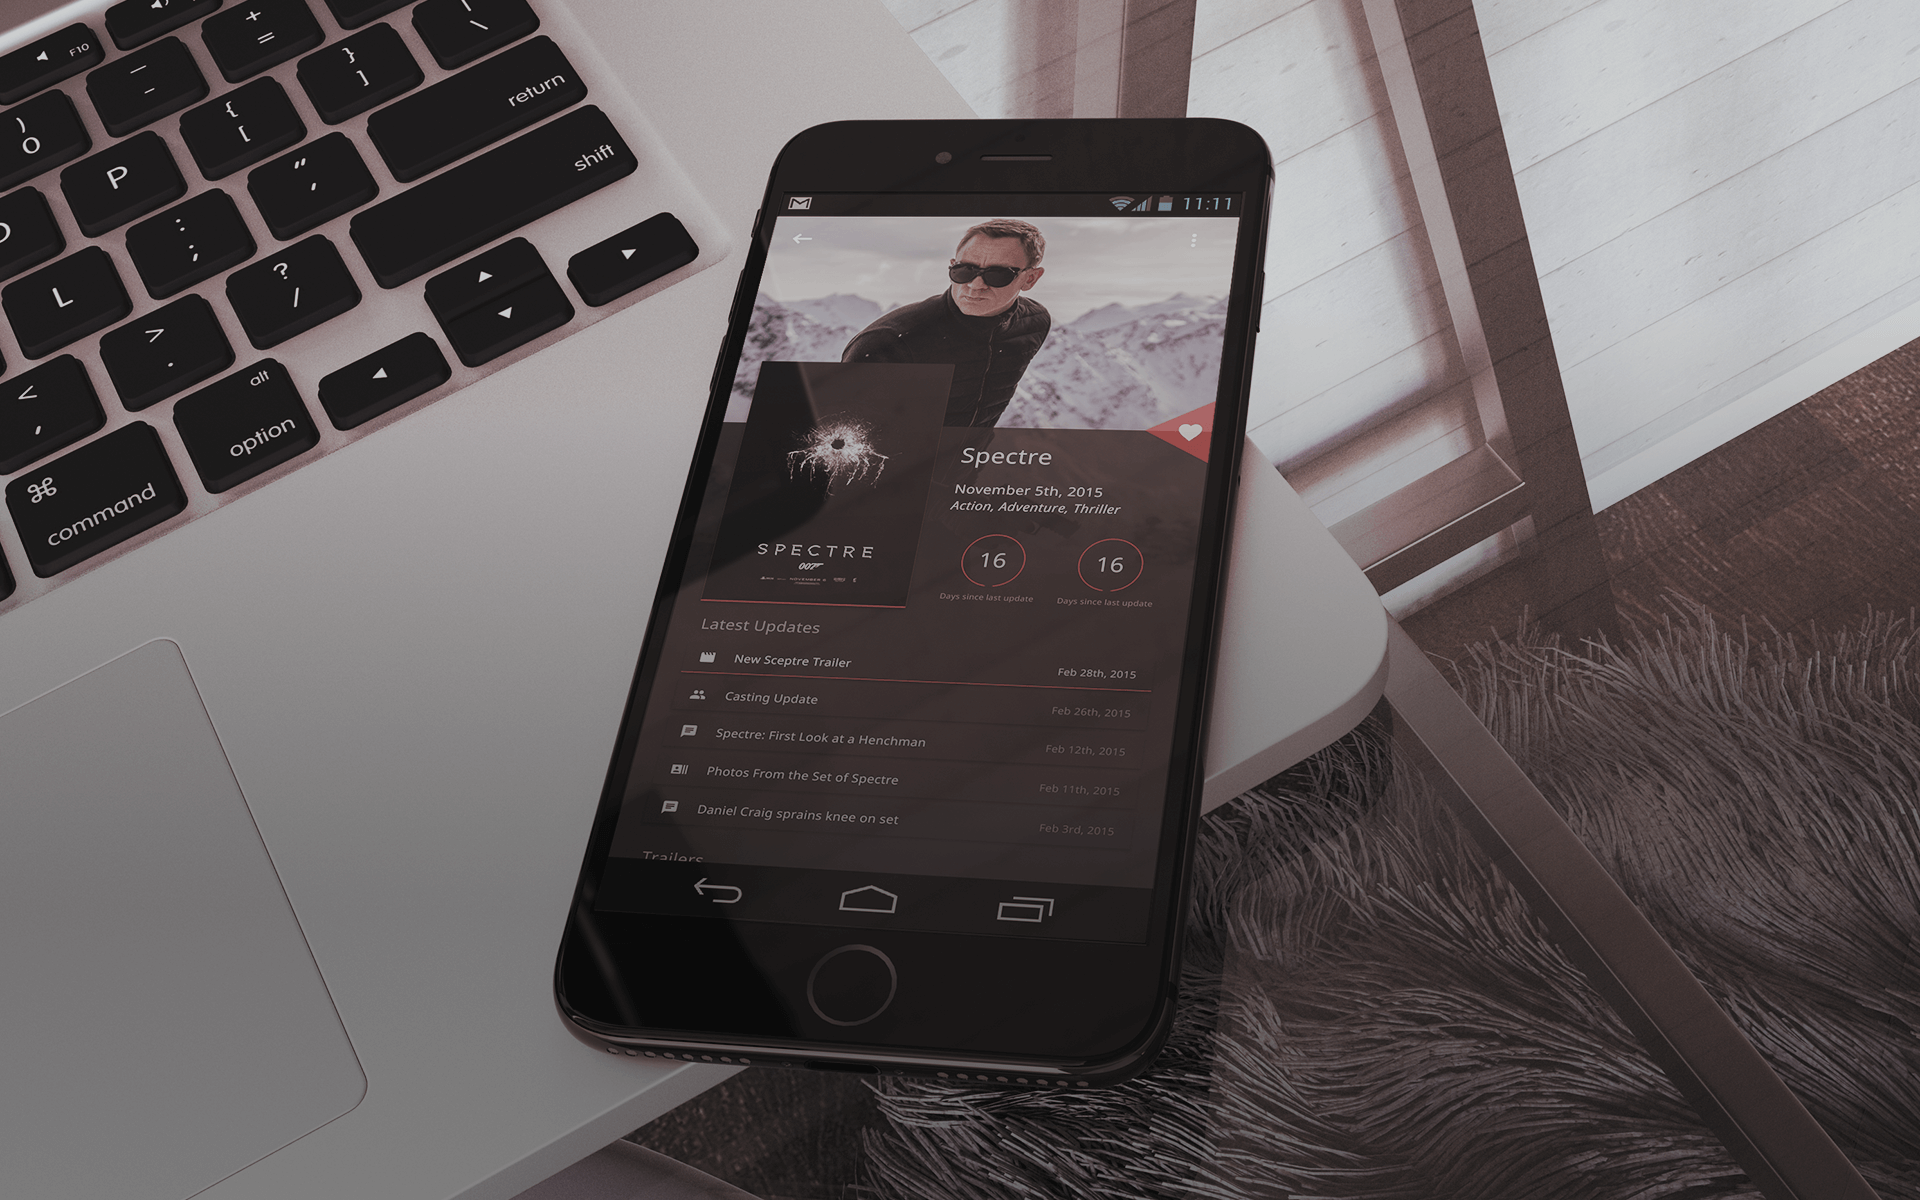 F10
+
=
_
-
}
]
|
\
)
0
{
[
return
P
"
'
shift
:
;
L
?
/
>
.
<
,
alt
option
⌘
command
11:11
Spectre
November 5th, 2015
Action, Adventure, Thriller
16
Days since last update
16
Days since last update
SPECTRE
007
NOVEMBER 6
Latest Updates
New Sceptre Trailer
Feb 28th, 2015
Casting Update
Feb 26th, 2015
Spectre: First Look at a Henchman
Feb 12th, 2015
Photos From the Set of Spectre
Feb 11th, 2015
Daniel Craig sprains knee on set
Feb 3rd, 2015
Trailers